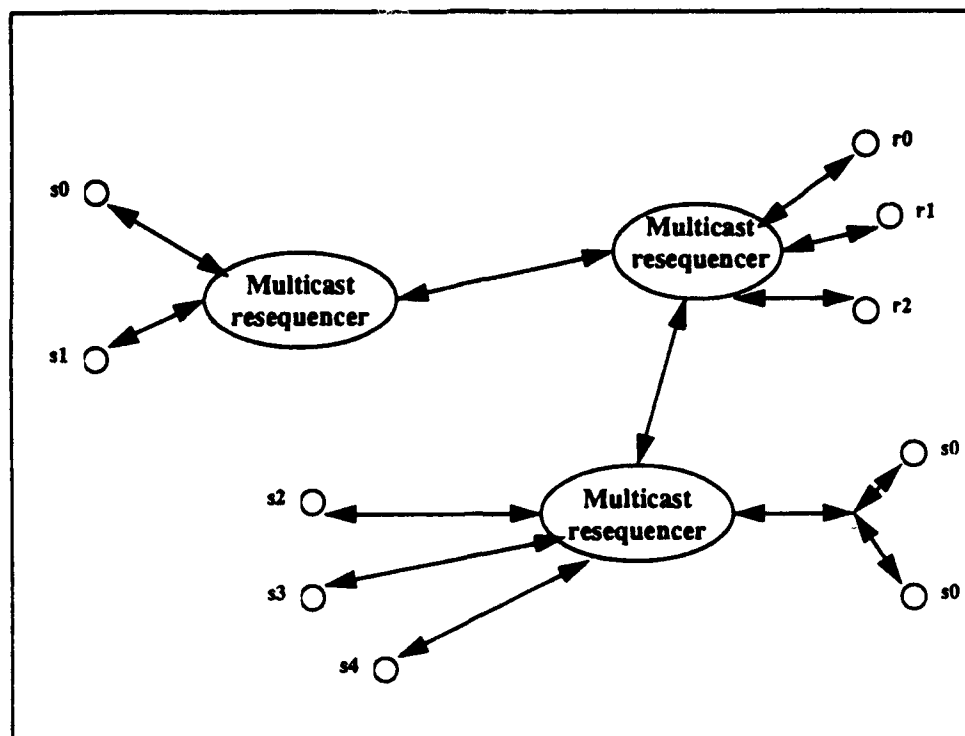 r0
s0
Multicast
resequencer
r1
Multicast
resequencer
r2
s1
s0
s2
Multicast
resequencer
s3
s0
s4